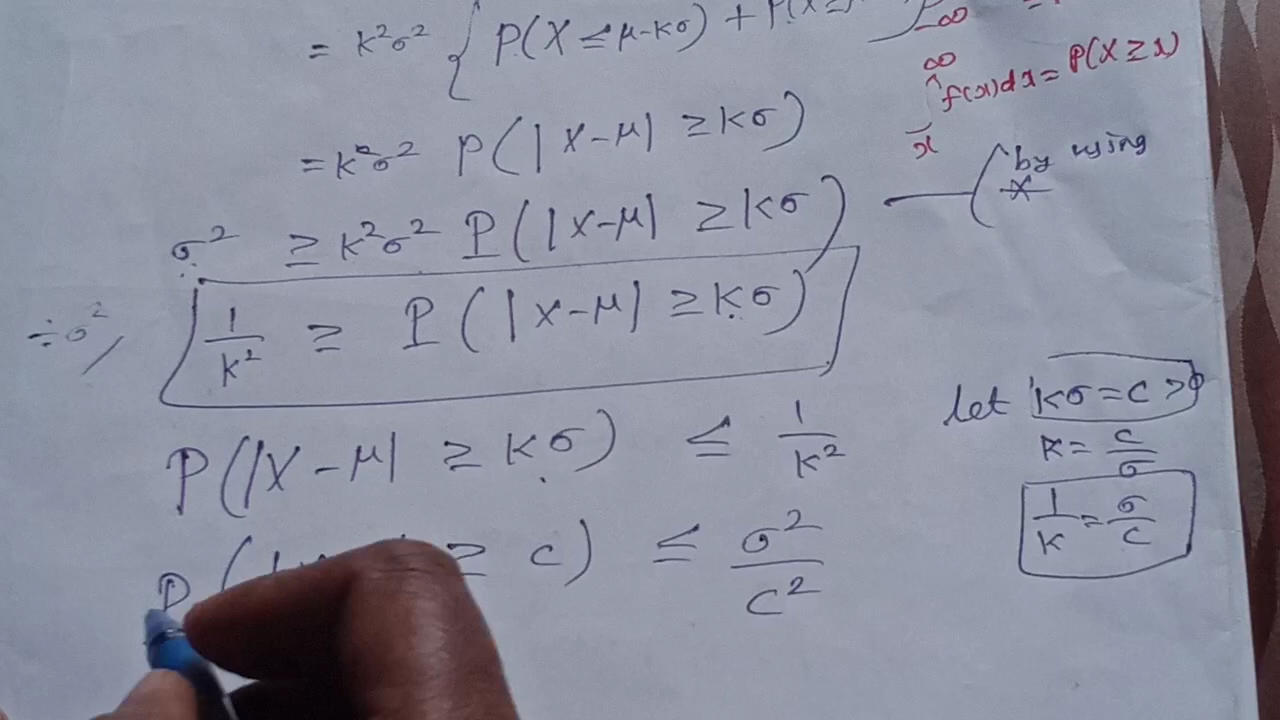 = k²σ² { P(X ≤ μ-kσ) + P(X ≥
-∞
∞
∫ f(x)dx = P(X ≥ x)
x
= k²σ² P(|X-μ| ≥ kσ)
(by using
*
σ² ≥ k²σ² P(|X-μ| ≥ kσ)
÷σ², 1/k² ≥ P(|X-μ| ≥ kσ)
let kσ = c > 0
P(|X-μ| ≥ kσ) ≤ 1/k²
k = c/σ
1/k = σ/c
P( ≥ c) ≤ σ²/c²